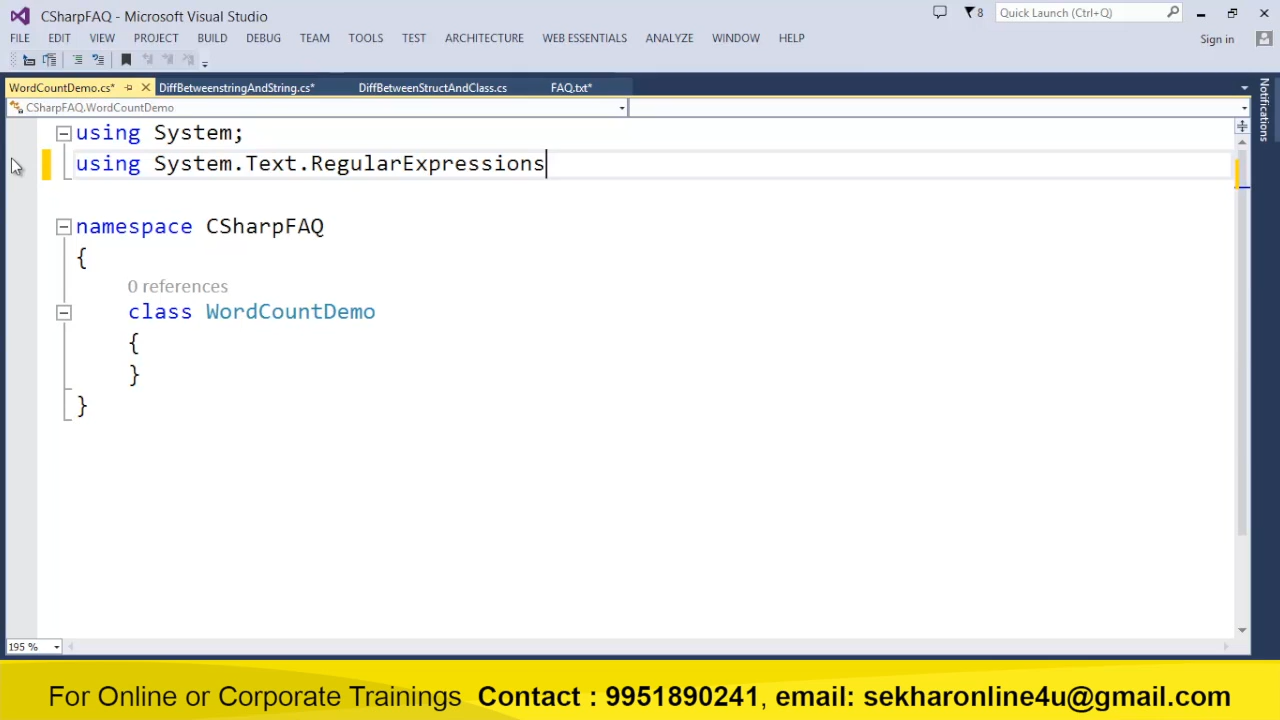 CSharpFAQ - Microsoft Visual Studio
8
Quick Launch (Ctrl+Q)
FILE EDIT VIEW PROJECT BUILD DEBUG TEAM TOOLS TEST ARCHITECTURE WEB ESSENTIALS ANALYZE WINDOW HELP
Sign in
WordCountDemo.cs* DiffBetweenstringAndString.cs* DiffBetweenStructAndClass.cs FAQ.txt*
Notifications
CSharpFAQ.WordCountDemo
using System;
using System.Text.RegularExpressions
namespace CSharpFAQ
{
0 references
class WordCountDemo
{
}
}
195 %
For Online or Corporate Trainings Contact : 9951890241, email: sekharonline4u@gmail.com